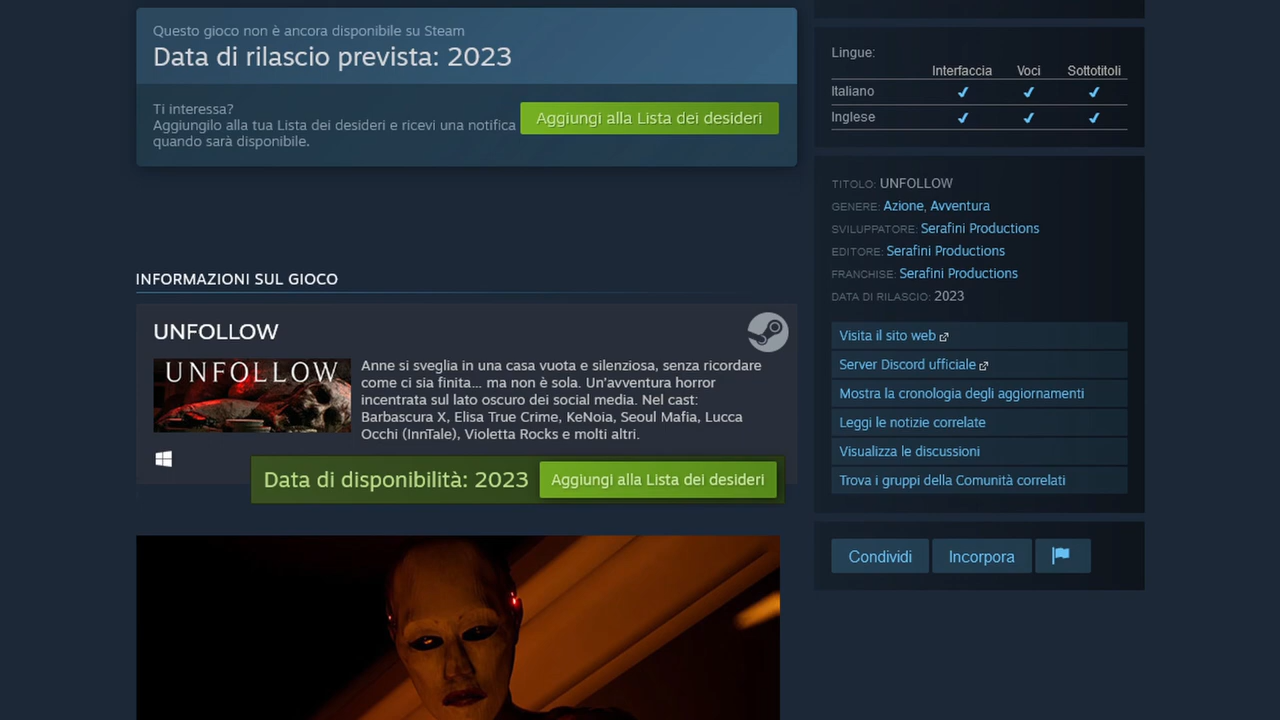 Questo gioco non è ancora disponibile su Steam
Data di rilascio prevista: 2023
Ti interessa?
Aggiungilo alla tua Lista dei desideri e ricevi una notifica
quando sarà disponibile.
Aggiungi alla Lista dei desideri
INFORMAZIONI SUL GIOCO
UNFOLLOW
UNFOLLOW
Anne si sveglia in una casa vuota e silenziosa, senza ricordare
come ci sia finita... ma non è sola. Un'avventura horror
incentrata sul lato oscuro dei social media. Nel cast:
Barbascura X, Elisa True Crime, KeNoia, Seoul Mafia, Lucca
Occhi (InnTale), Violetta Rocks e molti altri.
Data di disponibilità: 2023
Aggiungi alla Lista dei desideri
Lingue:
Interfaccia Voci Sottotitoli
Italiano
Inglese
TITOLO: UNFOLLOW
GENERE: Azione, Avventura
SVILUPPATORE: Serafini Productions
EDITORE: Serafini Productions
FRANCHISE: Serafini Productions
DATA DI RILASCIO: 2023
Visita il sito web
Server Discord ufficiale
Mostra la cronologia degli aggiornamenti
Leggi le notizie correlate
Visualizza le discussioni
Trova i gruppi della Comunità correlati
Condividi
Incorpora